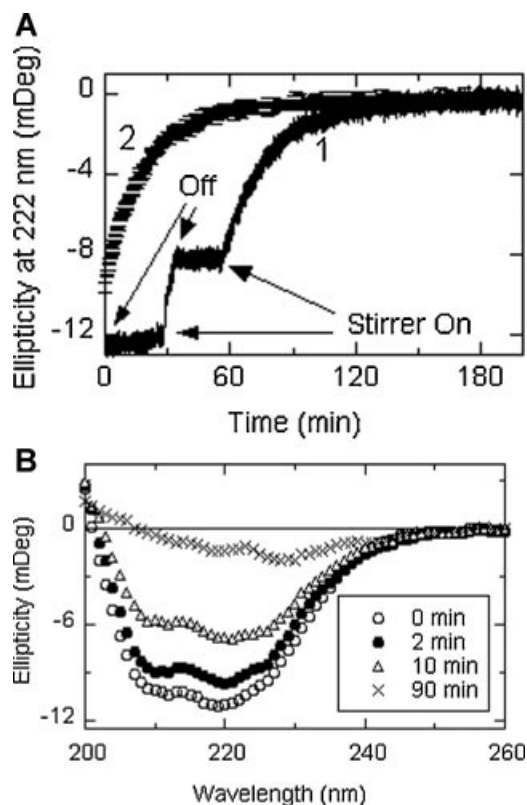 A
Ellipticity at 222 nm (mDeg)
0
-4
-8
-12
2
Off
1
Stirrer On
0
60
120
180
Time (min)
B
Ellipticity (mDeg)
0
-6
-12
0 min
2 min
10 min
90 min
200
220
240
260
Wavelength (nm)